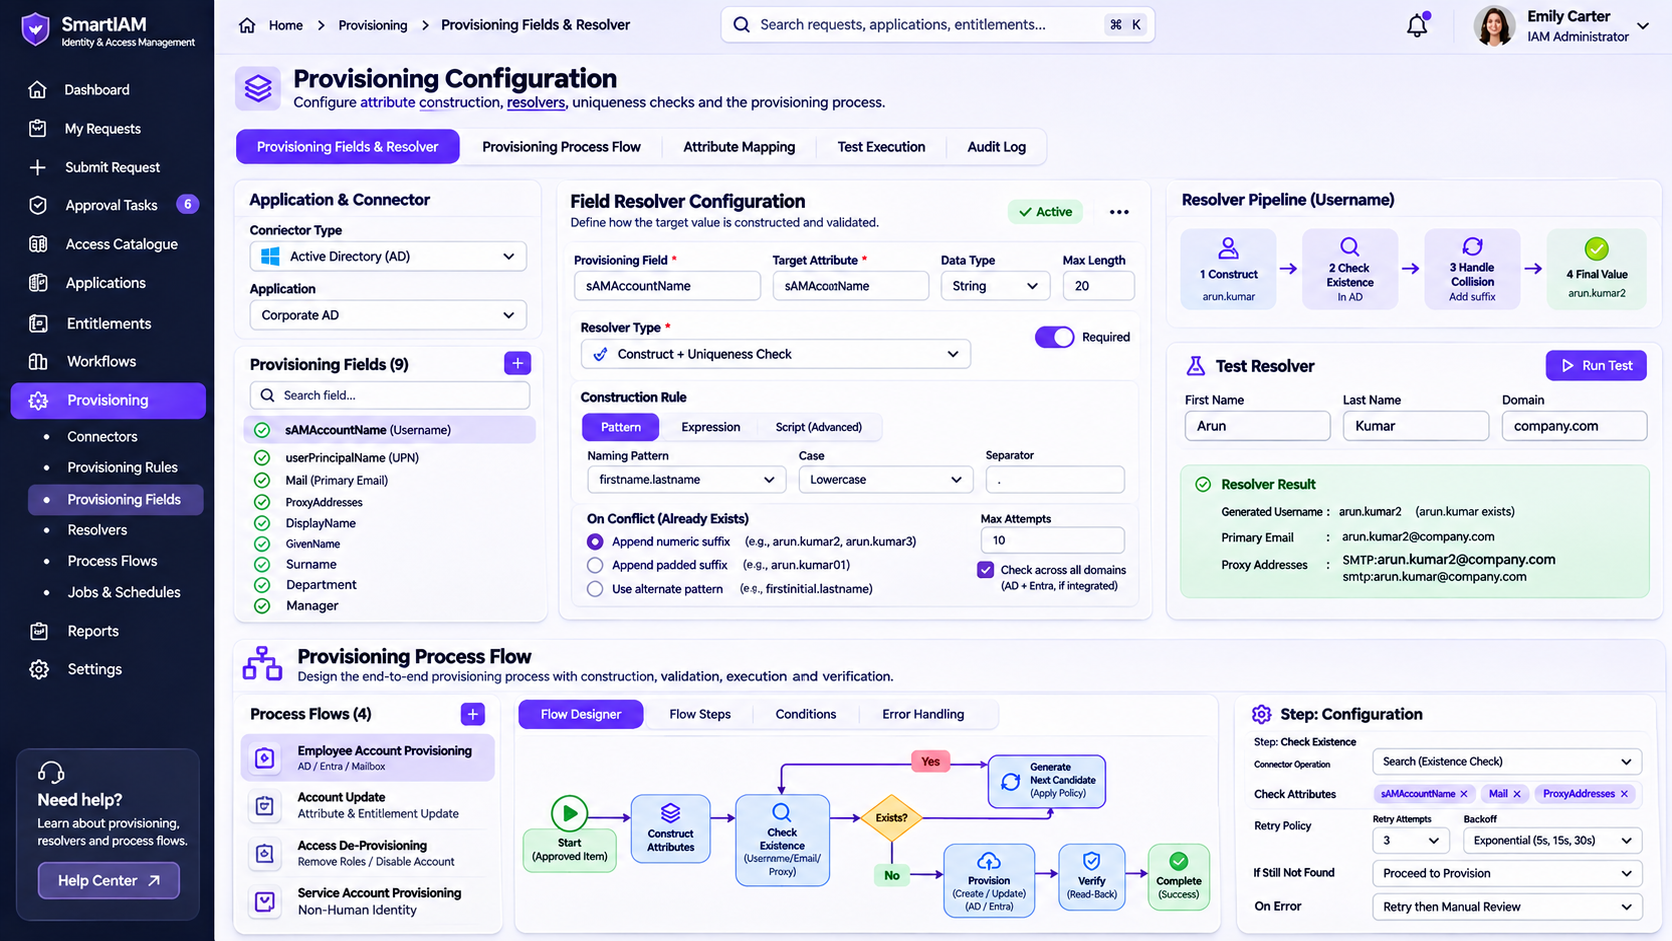 SmartIAM
Identity & Access Management
Dashboard
My Requests
Submit Request
Approval Tasks 6
Access Catalogue
Applications
Entitlements
Workflows
Provisioning
Connectors
Provisioning Rules
Provisioning Fields
Resolvers
Process Flows
Jobs & Schedules
Reports
Settings
Need help?
Learn about provisioning,
resolvers and process flows.
Help Center
Home > Provisioning > Provisioning Fields & Resolver
Search requests, applications, entitlements...
⌘ K
Emily Carter
IAM Administrator
Provisioning Configuration
Configure attribute construction, resolvers, uniqueness checks and the provisioning process.
Provisioning Fields & Resolver
Provisioning Process Flow
Attribute Mapping
Test Execution
Audit Log
Application & Connector
Connector Type
Active Directory (AD)
Application
Corporate AD
Provisioning Fields (9)
+
Search field...
sAMAccountName (Username)
userPrincipalName (UPN)
Mail (Primary Email)
ProxyAddresses
DisplayName
GivenName
Surname
Department
Manager
Field Resolver Configuration
Define how the target value is constructed and validated.
Active
Provisioning Field *
sAMAccountName
Target Attribute *
sAMAccountName
Data Type
String
Max Length
20
Resolver Type *
Construct + Uniqueness Check
Required
Construction Rule
Pattern
Expression
Script (Advanced)
Naming Pattern
firstname.lastname
Case
Lowercase
Separator
.
On Conflict (Already Exists)
Append numeric suffix (e.g., arun.kumar2, arun.kumar3)
Append padded suffix (e.g., arun.kumar01)
Use alternate pattern (e.g., firstinitial.lastname)
Max Attempts
10
Check across all domains
(AD + Entra, if integrated)
Resolver Pipeline (Username)
1 Construct
arun.kumar
2 Check
Existence
In AD
3 Handle
Collision
Add suffix
4 Final Value
arun.kumar2
Test Resolver
Run Test
First Name
Arun
Last Name
Kumar
Domain
company.com
Resolver Result
Generated Username : arun.kumar2 (arun.kumar exists)
Primary Email : arun.kumar2@company.com
Proxy Addresses : SMTP:arun.kumar2@company.com
smtp:arun.kumar@company.com
Provisioning Process Flow
Design the end-to-end provisioning process with construction, validation, execution and verification.
Process Flows (4)
+
Employee Account Provisioning
AD / Entra / Mailbox
Account Update
Attribute & Entitlement Update
Access De-Provisioning
Remove Roles / Disable Account
Service Account Provisioning
Non-Human Identity
Flow Designer
Flow Steps
Conditions
Error Handling
Start
(Approved Item)
Construct
Attributes
Check
Existence
(Username/Email/
Proxy)
Exists?
Yes
Generate
Next Candidate
(Apply Policy)
No
Provision
(Create / Update)
(AD / Entra)
Verify
(Read-Back)
Complete
(Success)
Step: Configuration
Step: Check Existence
Connector Operation
Search (Existence Check)
Check Attributes
sAMAccountName ×
Mail ×
ProxyAddresses ×
Retry Policy
Retry Attempts
3
Backoff
Exponential (5s, 15s, 30s)
If Still Not Found
Proceed to Provision
On Error
Retry then Manual Review